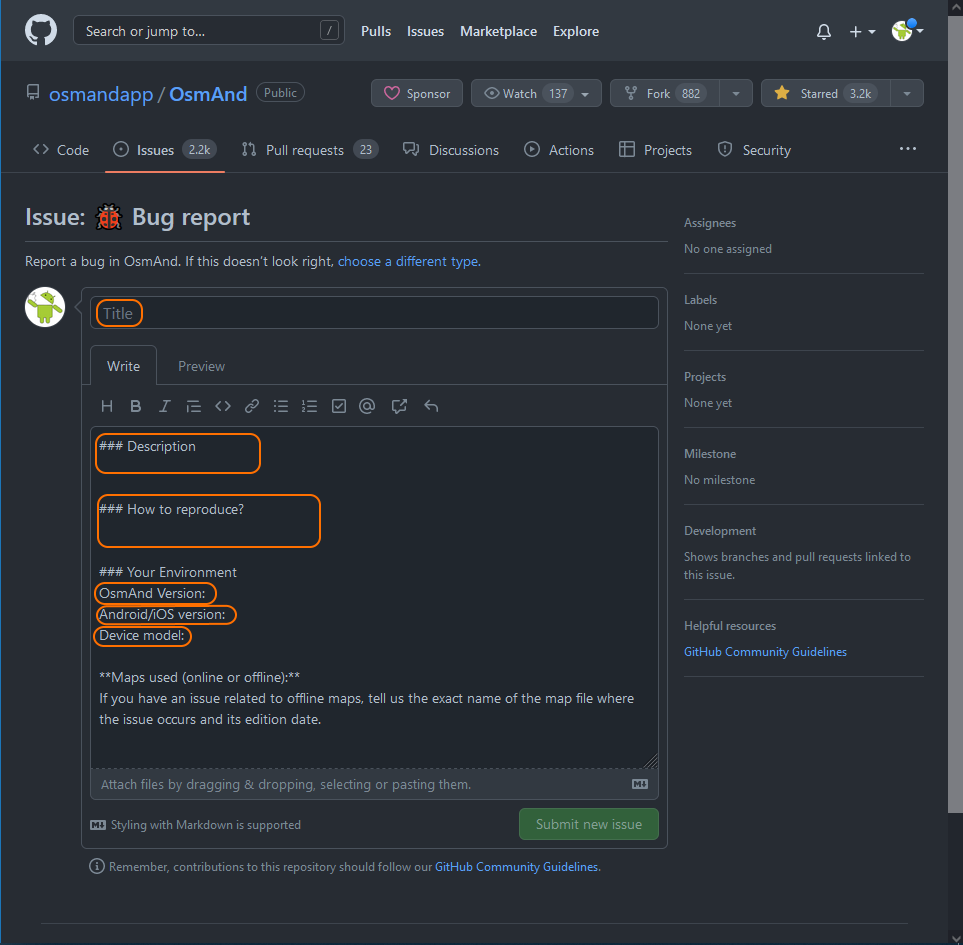 Search or jump to... /
Pulls Issues Marketplace Explore
osmandapp / OsmAnd Public
Sponsor
Watch 137
Fork 882
Starred 3.2k
Code
Issues 2.2k
Pull requests 23
Discussions
Actions
Projects
Security
Issue: 🐞 Bug report
Report a bug in OsmAnd. If this doesn't look right, choose a different type.
Title
Write Preview
### Description
### How to reproduce?
### Your Environment
OsmAnd Version:
Android/iOS version:
Device model:
**Maps used (online or offline):**
If you have an issue related to offline maps, tell us the exact name of the map file where
the issue occurs and its edition date.
Attach files by dragging & dropping, selecting or pasting them.
Styling with Markdown is supported
Submit new issue
Remember, contributions to this repository should follow our GitHub Community Guidelines.
Assignees
No one assigned
Labels
None yet
Projects
None yet
Milestone
No milestone
Development
Shows branches and pull requests linked to
this issue.
Helpful resources
GitHub Community Guidelines